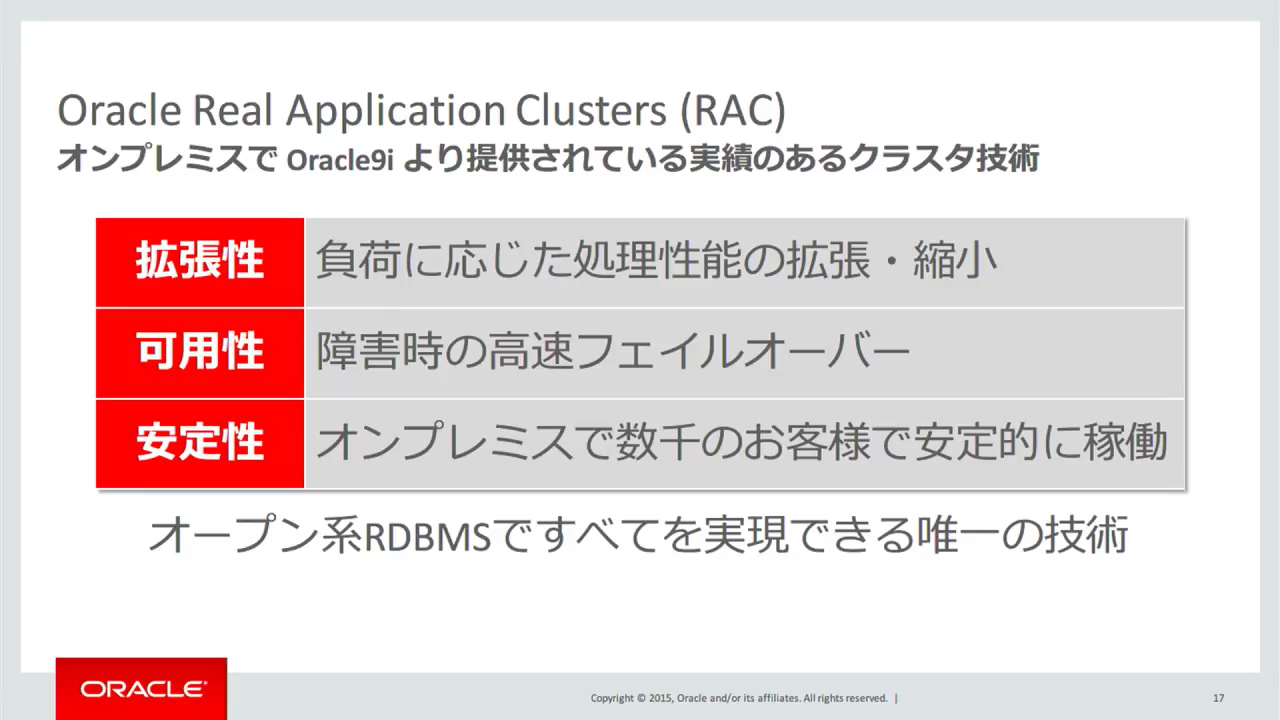 Oracle Real Application Clusters (RAC)
オンプレミスで Oracle9i より提供されている実績のあるクラスタ技術
拡張性 負荷に応じた処理性能の拡張・縮小
可用性 障害時の高速フェイルオーバー
安定性 オンプレミスで数千のお客様で安定的に稼働
オープン系RDBMSですべてを実現できる唯一の技術
ORACLE®
Copyright © 2015, Oracle and/or its affiliates. All rights reserved. |
17